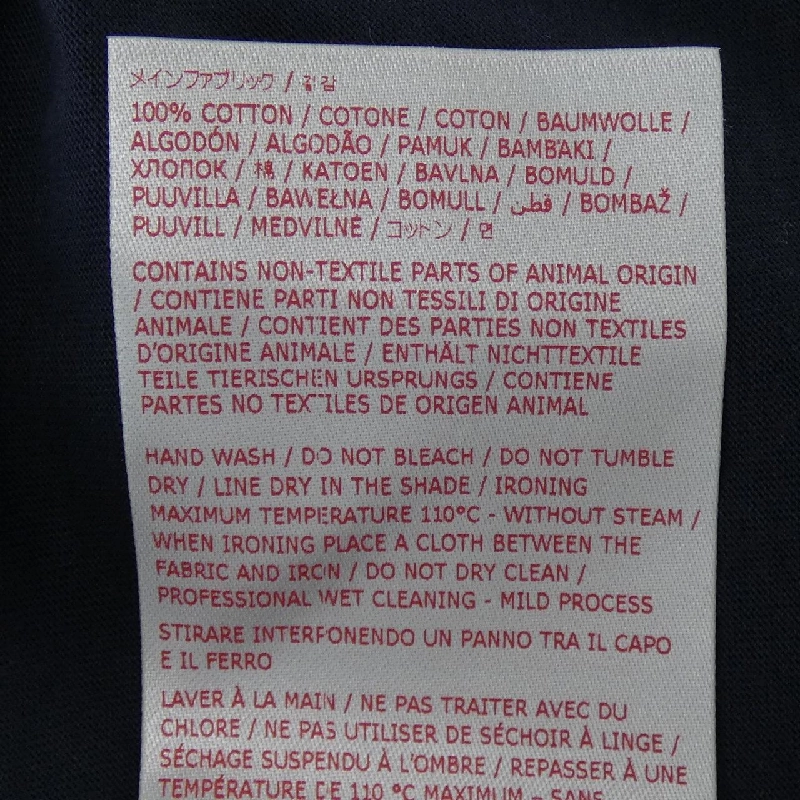 メインファブリック / 겉감
100% COTTON / COTONE / COTON / BAUMWOLLE /
ALGODÓN / ALGODÃO / PAMUK / BAMBAKI /
ХЛОПОК / 棉 / KATOEN / BAVLNA / BOMULD /
PUUVILLA / BAWEŁNA / BOMULL / قطن / BOMBAŽ /
PUUVILL / MEDVILNE / コットン / 면
CONTAINS NON-TEXTILE PARTS OF ANIMAL ORIGIN
/ CONTIENE PARTI NON TESSILI DI ORIGINE
ANIMALE / CONTIENT DES PARTIES NON TEXTILES
D'ORIGINE ANIMALE / ENTHÄLT NICHTTEXTILE
TEILE TIERISCHEN URSPRUNGS / CONTIENE
PARTES NO TEXTILES DE ORIGEN ANIMAL
HAND WASH / DO NOT BLEACH / DO NOT TUMBLE
DRY / LINE DRY IN THE SHADE / IRONING
MAXIMUM TEMPERATURE 110°C - WITHOUT STEAM /
WHEN IRONING PLACE A CLOTH BETWEEN THE
FABRIC AND IRON / DO NOT DRY CLEAN /
PROFESSIONAL WET CLEANING - MILD PROCESS
STIRARE INTERPONENDO UN PANNO TRA IL CAPO
E IL FERRO
LAVER À LA MAIN / NE PAS TRAITER AVEC DU
CHLORE / NE PAS UTILISER DE SÉCHOIR À LINGE /
SÉCHAGE SUSPENDU À L'OMBRE / REPASSER À UNE
TEMPÉRATURE DE 110 °C MAXIMUM – SANS